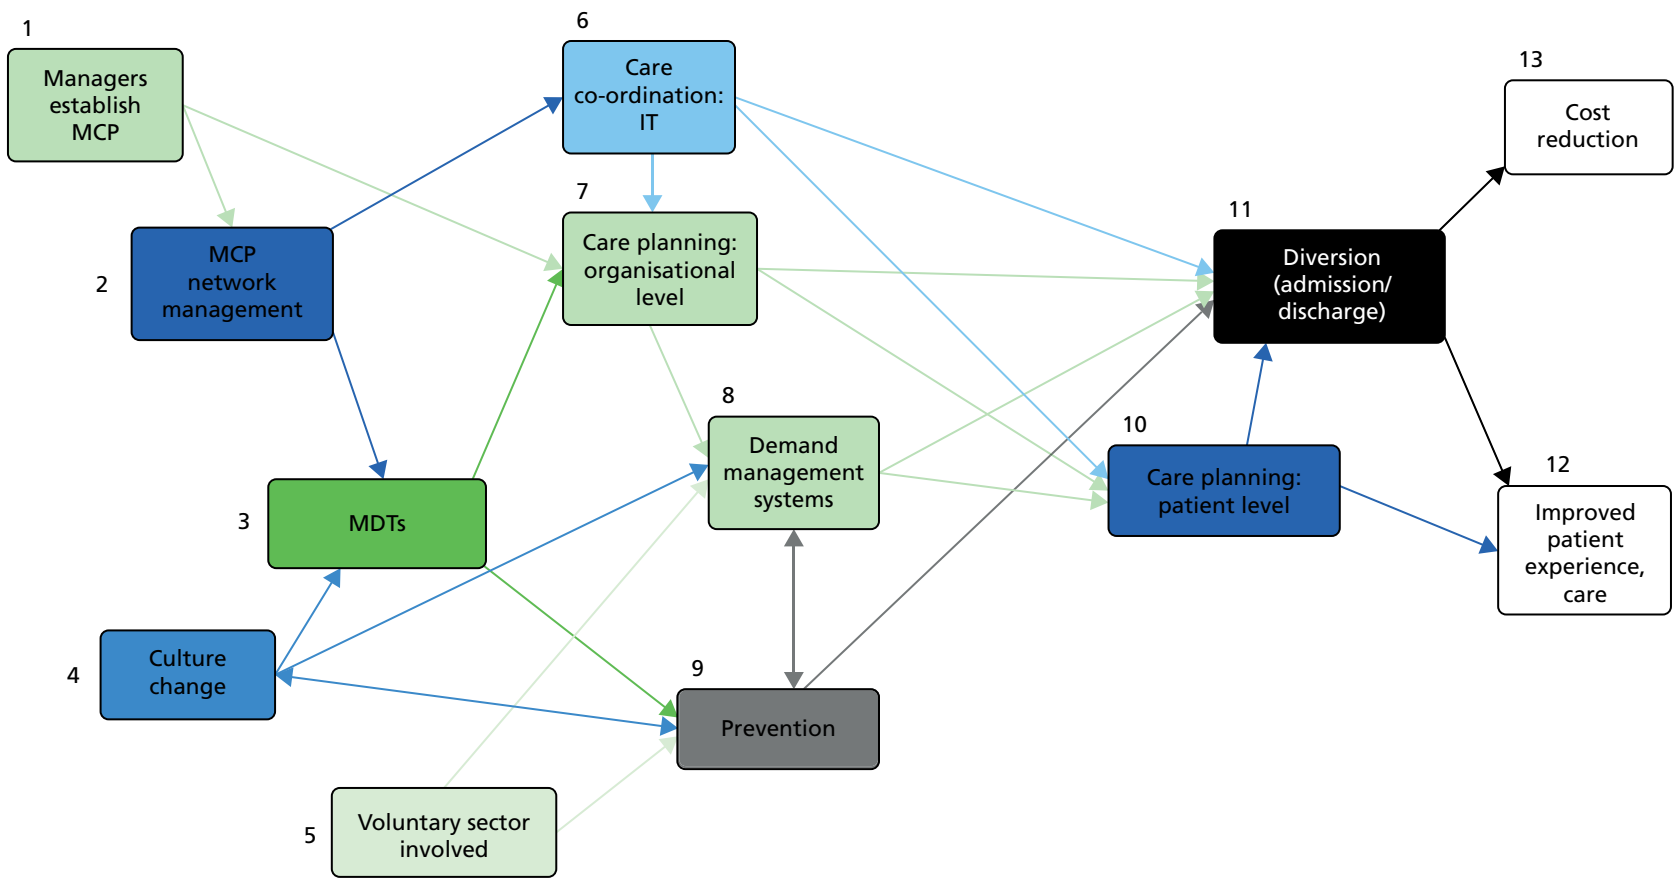 1
Managers
establish
MCP
2
MCP
network
management
3
MDTs
4
Culture
change
5
Voluntary sector
involved
6
Care
co-ordination:
IT
7
Care planning:
organisational
level
8
Demand
management
systems
9
Prevention
10
Care planning:
patient level
11
Diversion
(admission/
discharge)
12
Improved
patient
experience,
care
13
Cost
reduction